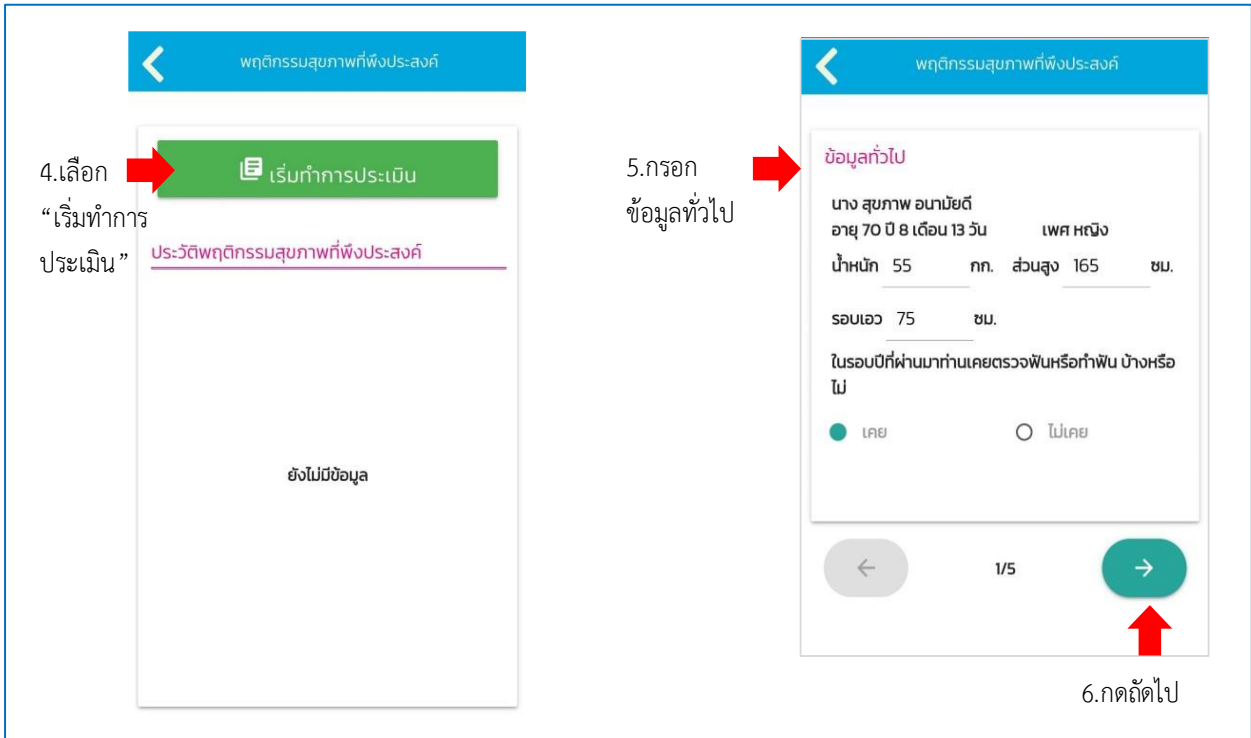 พฤติกรรมสุขภาพที่พึงประสงค์
4.เลือก
“เริ่มทำการ
ประเมิน”
เริ่มทำการประเมิน
ประวัติพฤติกรรมสุขภาพที่พึงประสงค์
ยังไม่มีข้อมูล
พฤติกรรมสุขภาพที่พึงประสงค์
5.กรอก
ข้อมูลทั่วไป
ข้อมูลทั่วไป
นาง สุขภาพ อนามัยดี
อายุ 70 ปี 8 เดือน 13 วัน เพศ หญิง
น้ำหนัก 55 กก. ส่วนสูง 165 ซม.
รอบเอว 75 ซม.
ในรอบปีที่ผ่านมาท่านเคยตรวจฟันหรือทำฟัน บ้างหรือ
ไม่
เคย ไม่เคย
1/5
6.กดถัดไป